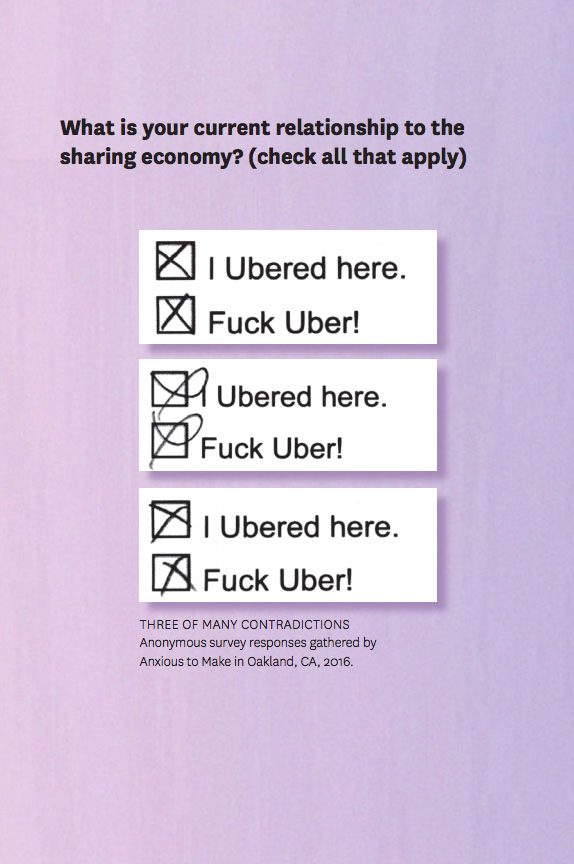 What is your current relationship to the
sharing economy? (check all that apply)
I Ubered here.
Fuck Uber!
I Ubered here.
Fuck Uber!
I Ubered here.
Fuck Uber!
THREE OF MANY CONTRADICTIONS
Anonymous survey responses gathered by
Anxious to Make in Oakland, CA, 2016.